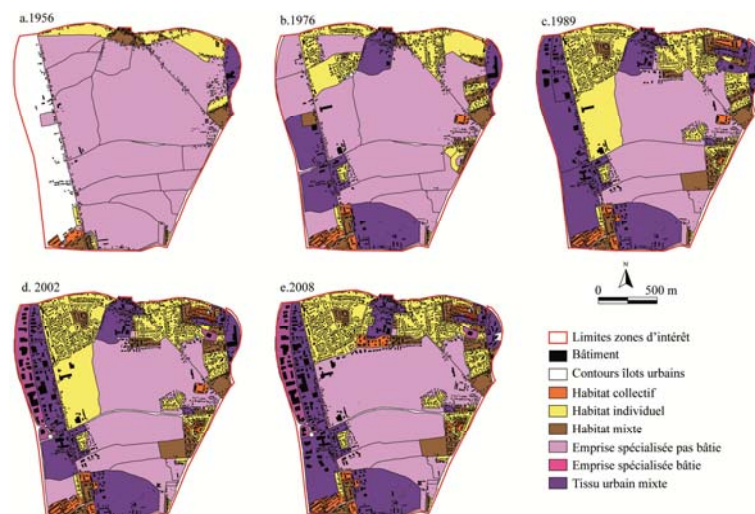 a.1956
b.1976
c.1989
d. 2002
e.2008
N
0 500 m
Limites zones d'intérêt
Bâtiment
Contours îlots urbains
Habitat collectif
Habitat individuel
Habitat mixte
Emprise spécialisée pas bâtie
Emprise spécialisée bâtie
Tissu urbain mixte